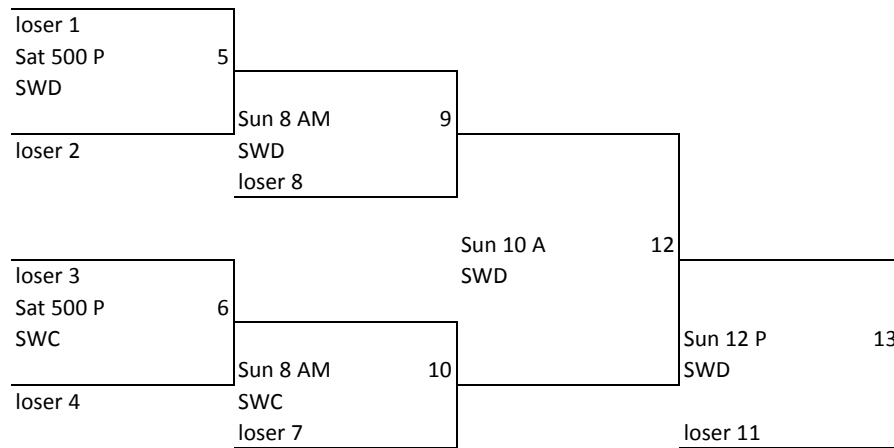 loser 1
Sat 500 P 5
SWD
Sun 8 AM 9
loser 2 SWD
loser 8
Sun 10 A 12
loser 3 SWD
Sat 500 P 6
SWC Sun 12 P 13
Sun 8 AM 10 SWD
loser 4 SWC
loser 7 loser 11